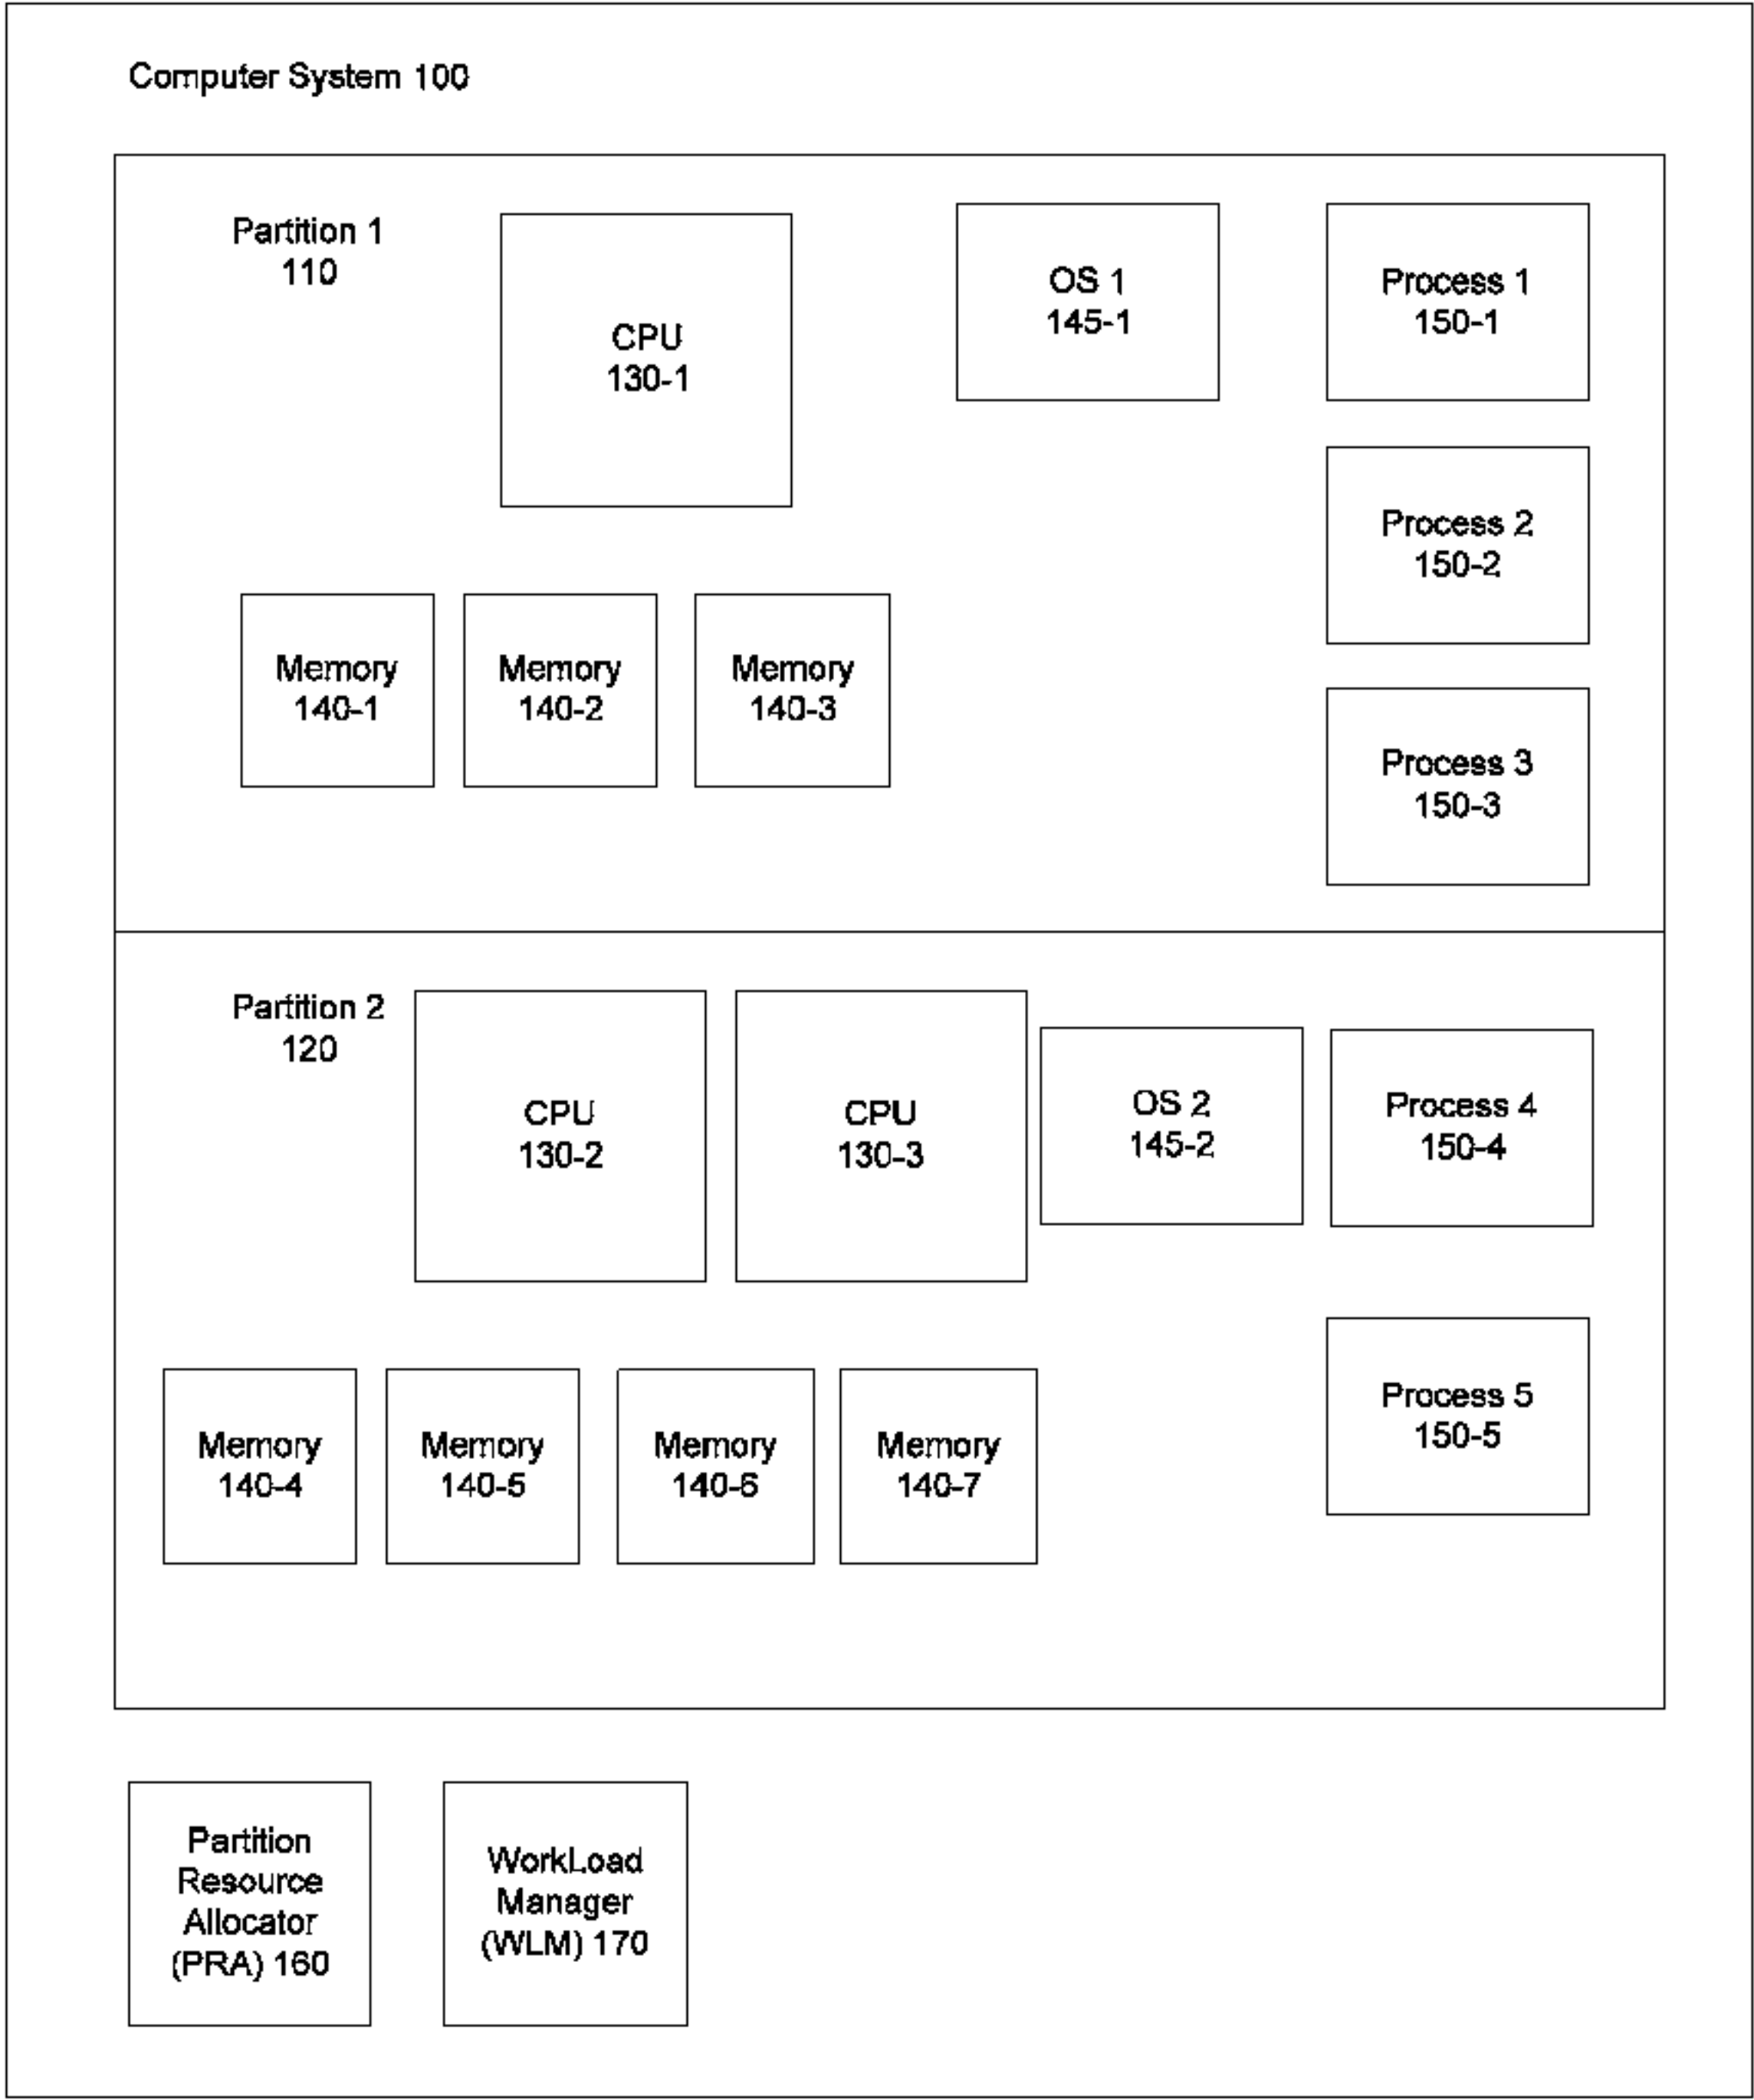 Computer System 100
Partition 1
110
CPU
130-1
OS 1
145-1
Process 1
150-1
Process 2
150-2
Memory
140-1
Memory
140-2
Memory
140-3
Process 3
150-3
Partition 2
120
CPU
130-2
CPU
130-3
OS 2
145-2
Process 4
150-4
Process 5
150-5
Memory
140-4
Memory
140-5
Memory
140-6
Memory
140-7
Partition
Resource
Allocator
(PRA) 160
WorkLoad
Manager
(WLM) 170